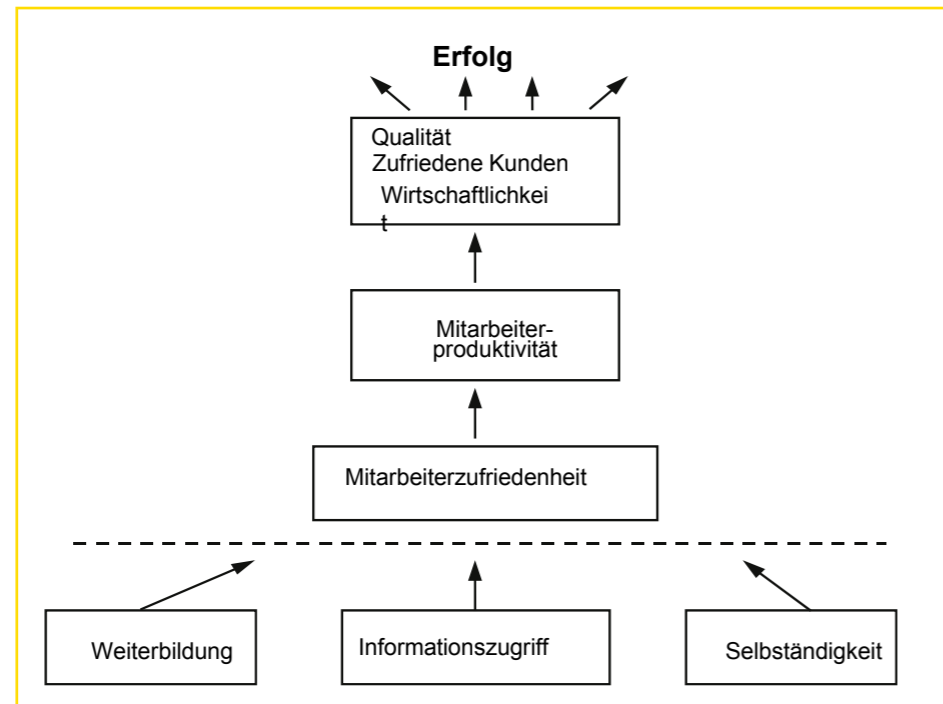 Erfolg
Qualität
Zufriedene Kunden
Wirtschaftlichkei
t
Mitarbeiter-
produktivität
Mitarbeiterzufriedenheit
Weiterbildung
Informationszugriff
Selbständigkeit